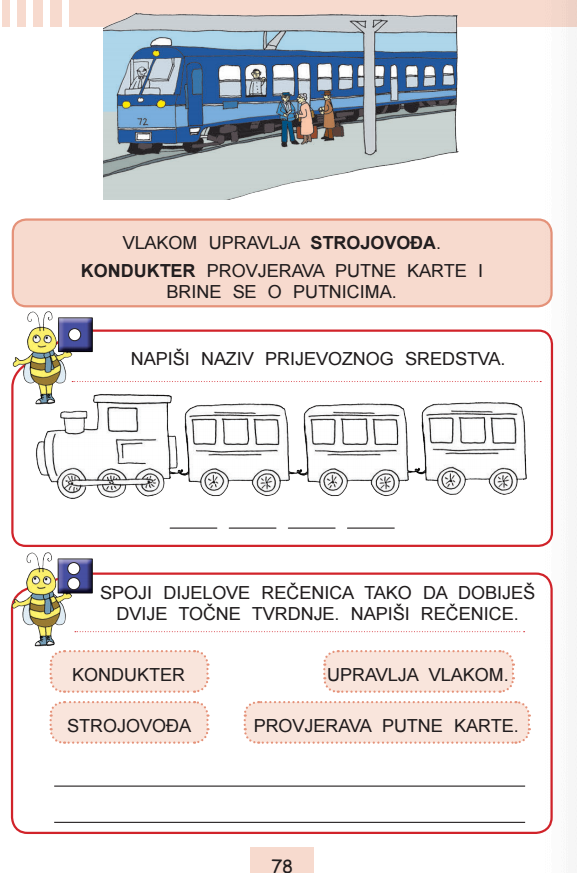 72
VLAKOM UPRAVLJA STROJOVOĐA.
KONDUKTER PROVJERAVA PUTNE KARTE I
BRINE SE O PUTNICIMA.
NAPIŠI NAZIV PRIJEVOZNOG SREDSTVA.
SPOJI DIJELOVE REČENICA TAKO DA DOBIJEŠ
DVIJE TOČNE TVRDNJE. NAPIŠI REČENICE.
KONDUKTER
UPRAVLJA VLAKOM.
STROJOVOĐA
PROVJERAVA PUTNE KARTE.
78